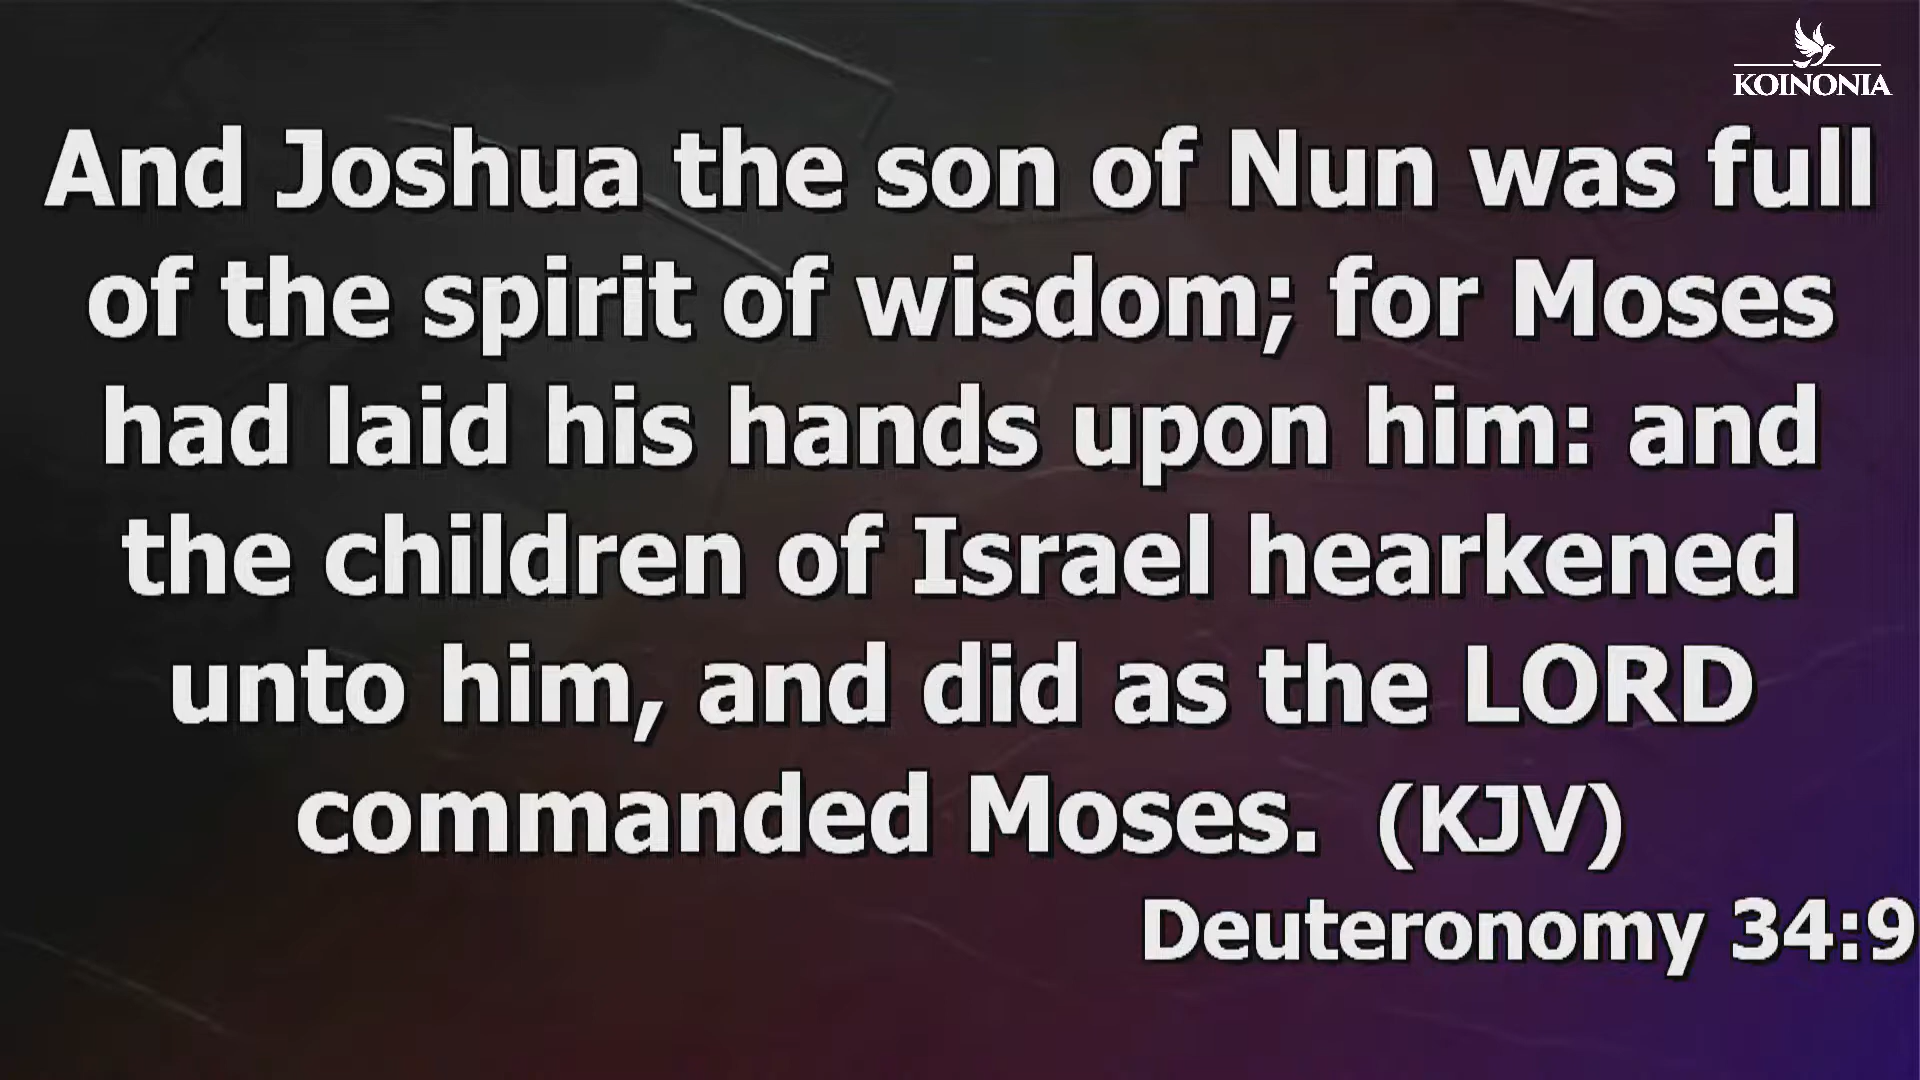 KOINONIA
And Joshua the son of Nun was full
of the spirit of wisdom; for Moses
had laid his hands upon him: and
the children of Israel hearkened
unto him, and did as the LORD
commanded Moses. (KJV)
Deuteronomy 34:9